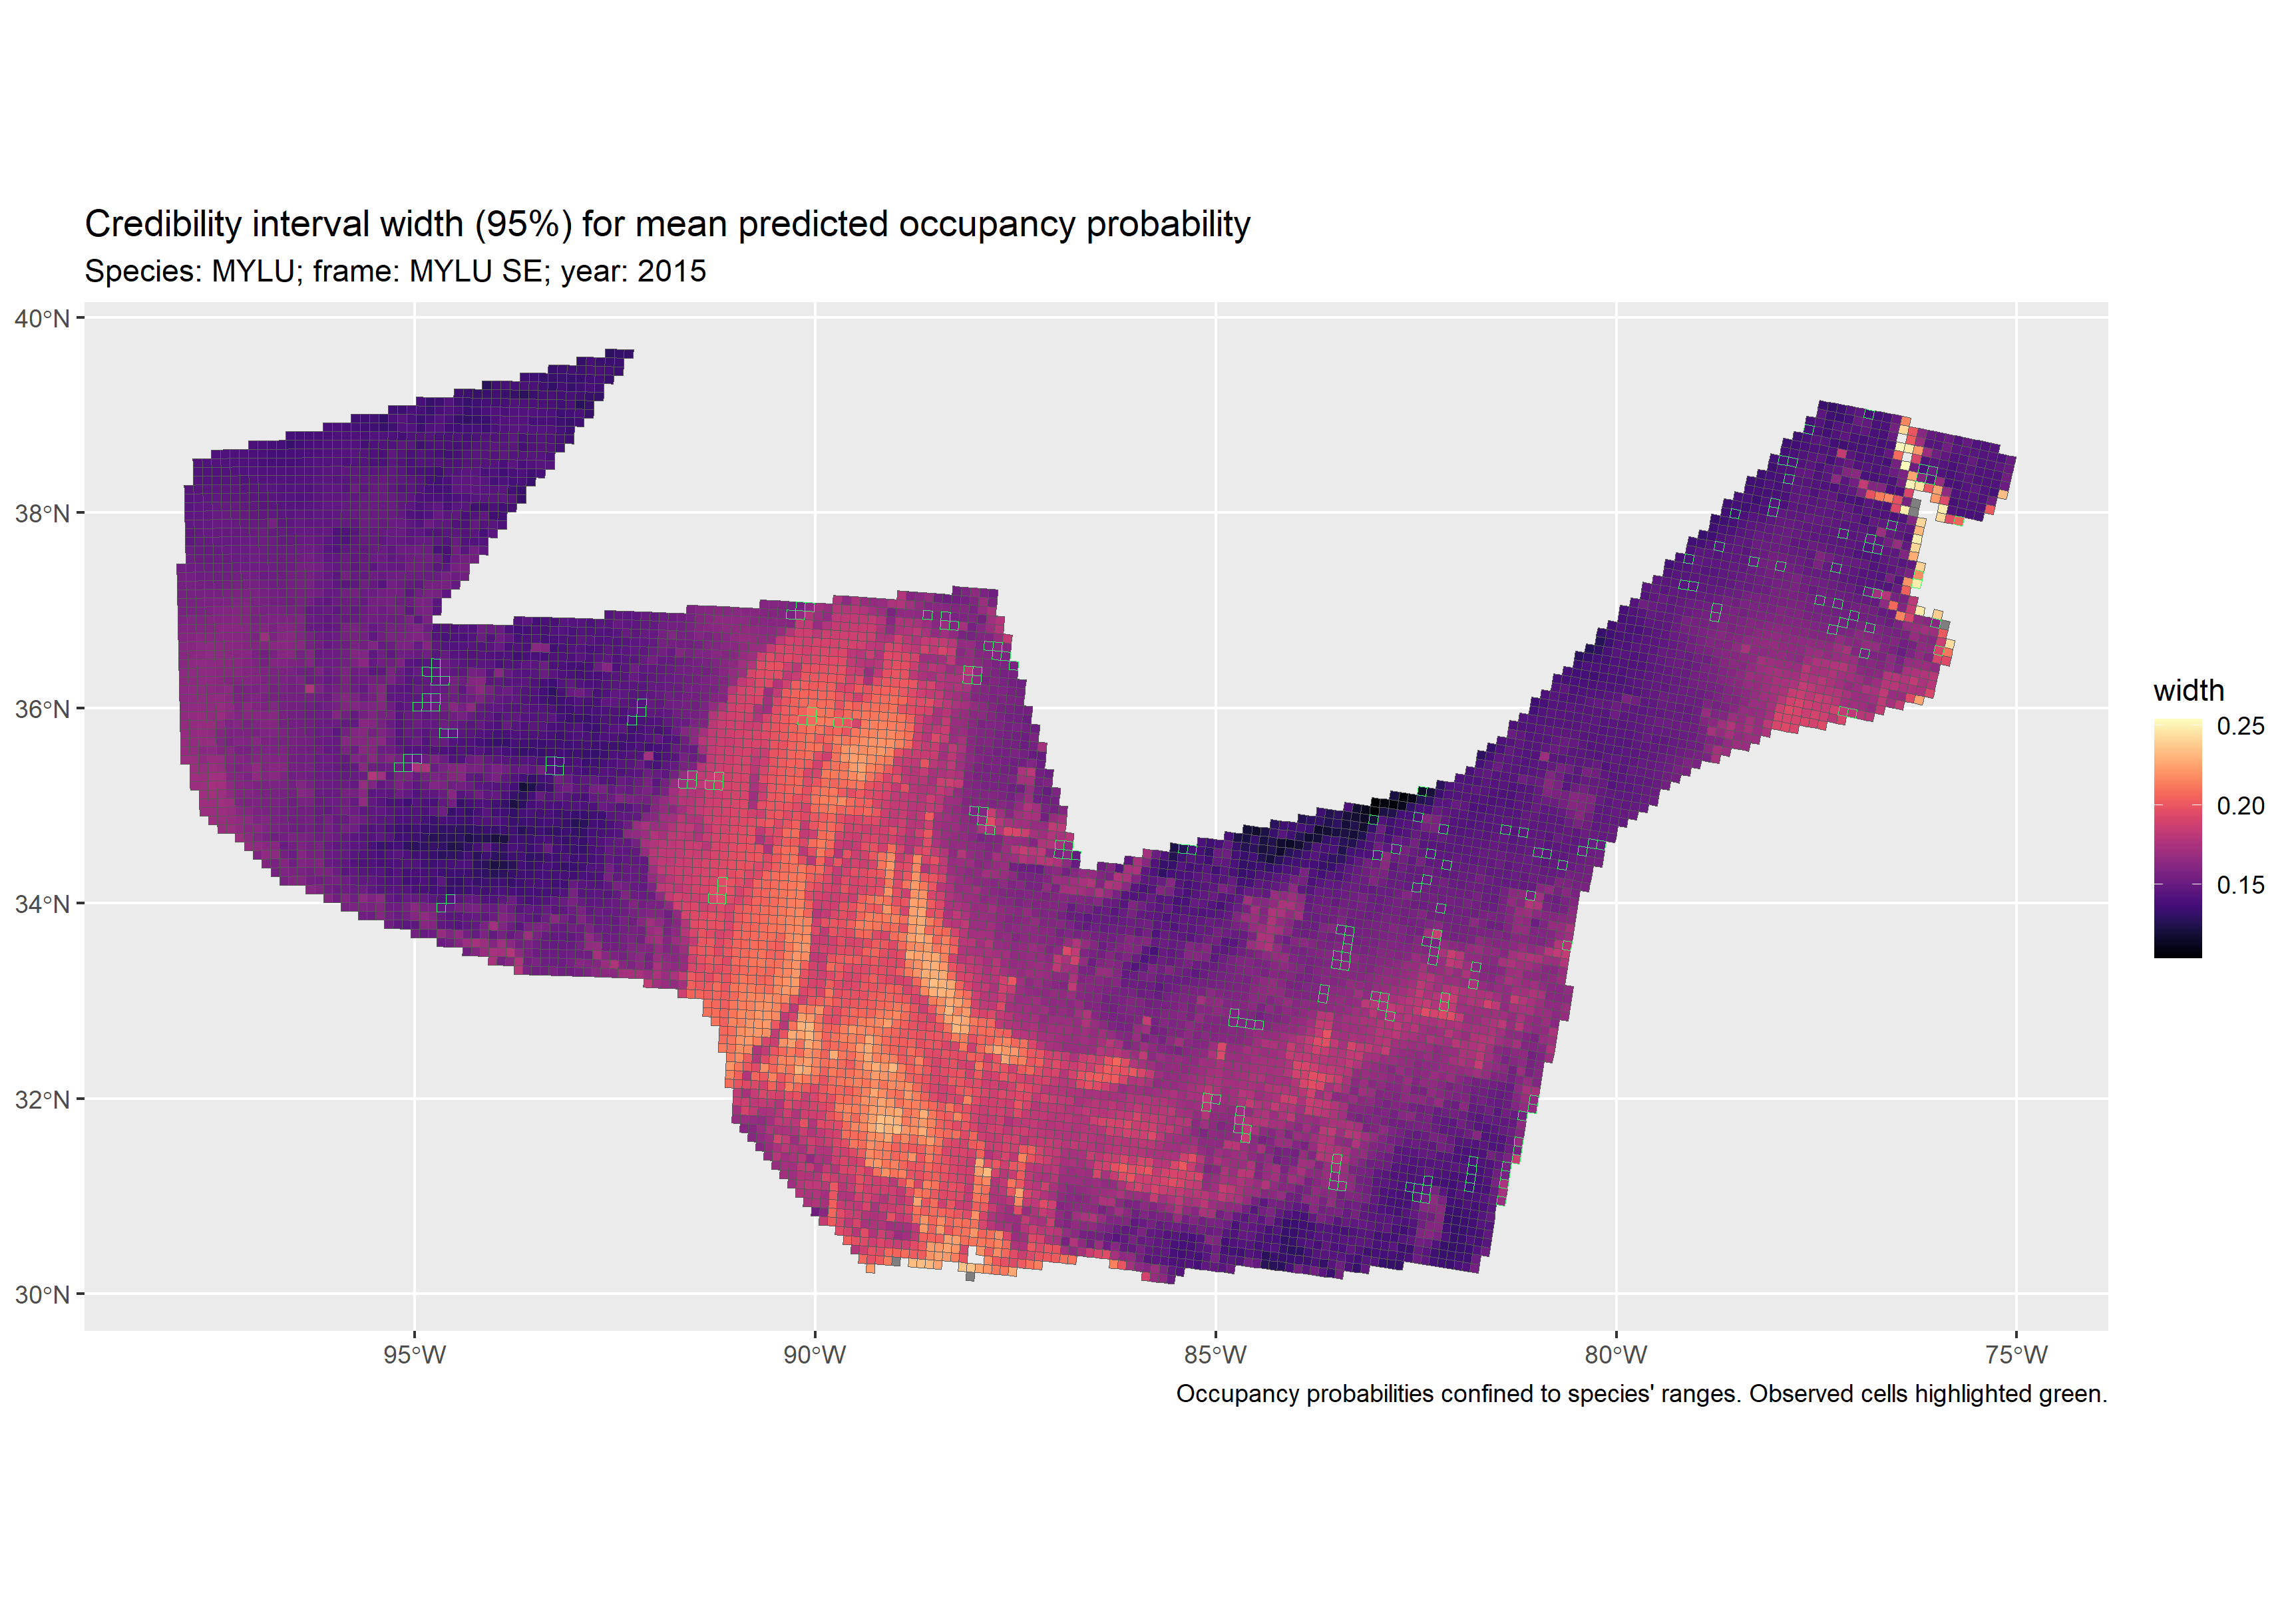 Credibility interval width (95%) for mean predicted occupancy probability
Species: MYLU; frame: MYLU SE; year: 2015
40°N
38°N
36°N
34°N
32°N
30°N
95°W
90°W
85°W
80°W
75°W
width
0.25
0.20
0.15
Occupancy probabilities confined to species' ranges. Observed cells highlighted green.